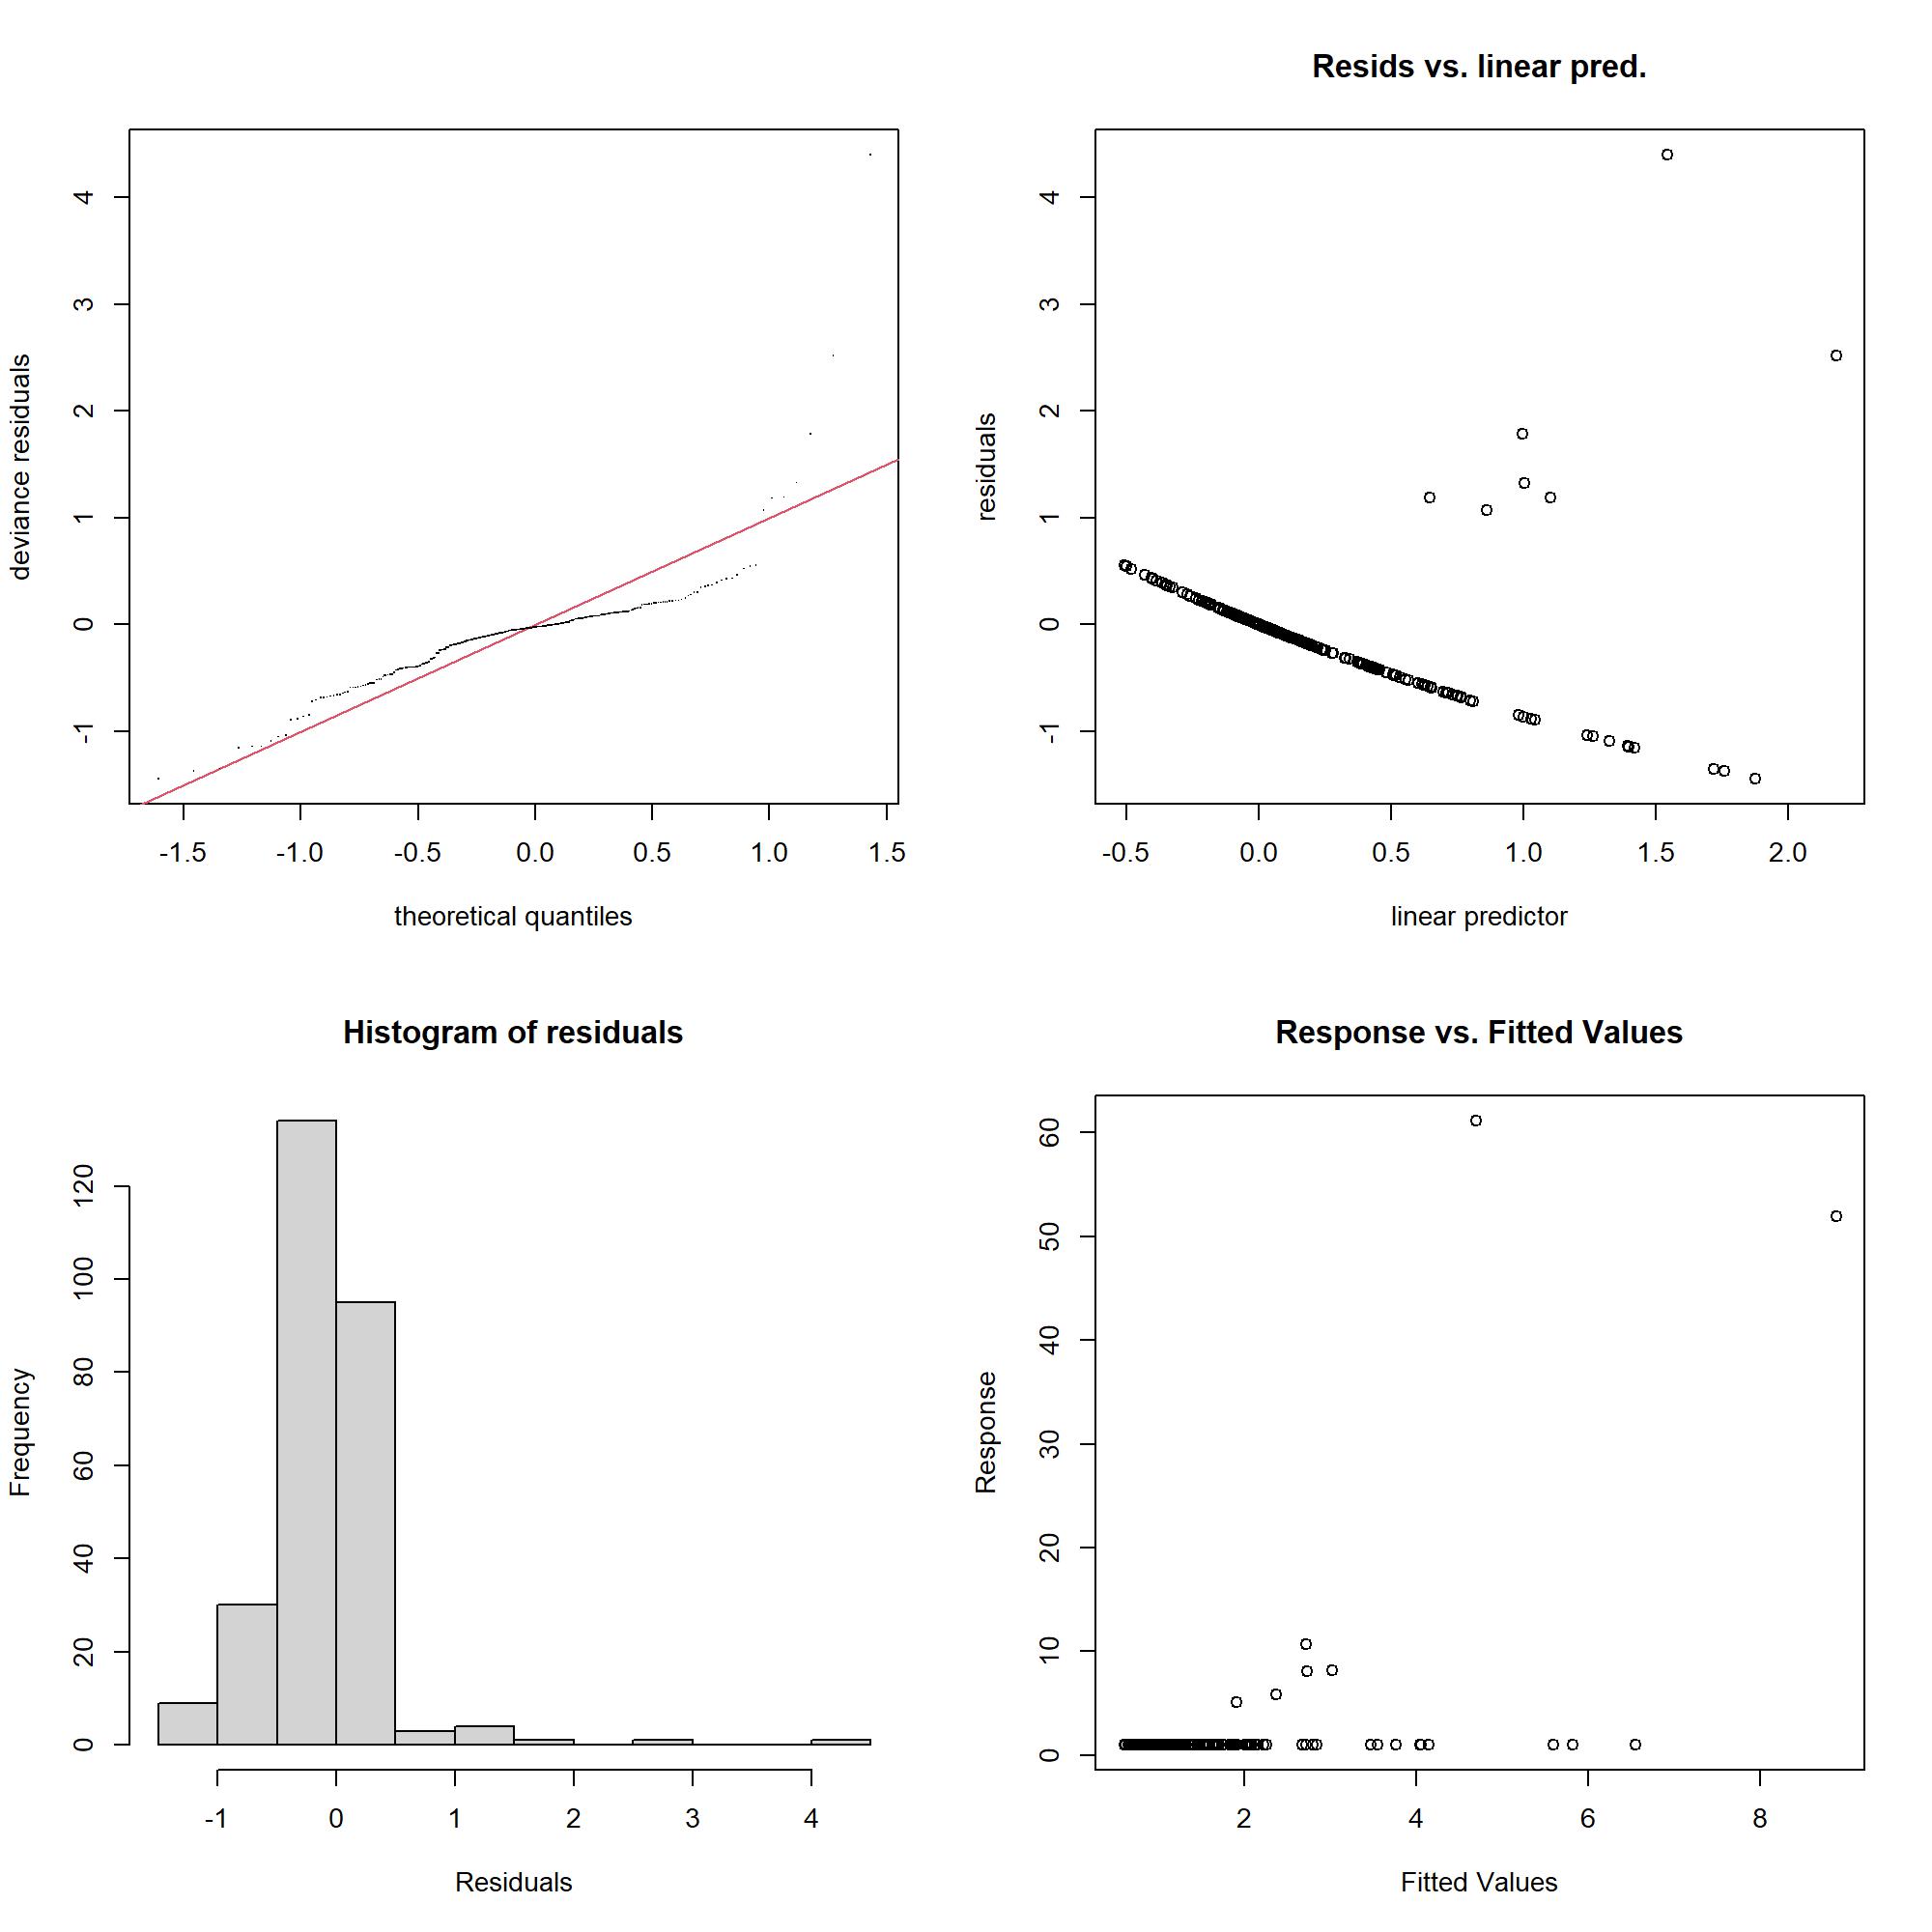 deviance residuals
4
3
2
1
0
-1
-1.5 -1.0 -0.5 0.0 0.5 1.0 1.5
theoretical quantiles
Resids vs. linear pred.
residuals
4
3
2
1
0
-1
-0.5 0.0 0.5 1.0 1.5 2.0
linear predictor
Histogram of residuals
Frequency
120
100
80
60
40
20
0
-1 0 1 2 3 4
Residuals
Response vs. Fitted Values
Response
60
50
40
30
20
10
0
2 4 6 8
Fitted Values